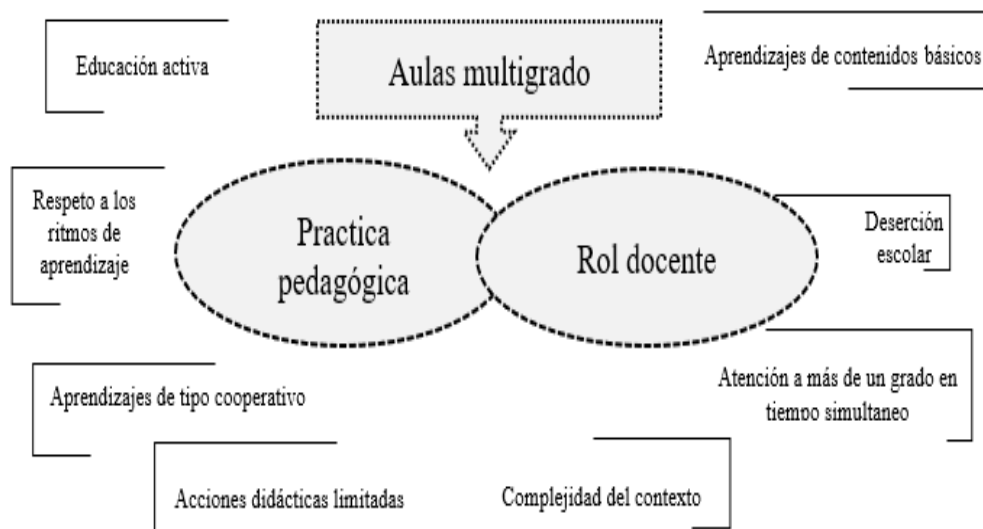 Educación activa
Aulas multigrado
Aprendizajes de contenidos básicos
Respeto a los
ritmos de
aprendizaje
Practica
pedagógica
Rol docente
Deserción
escolar
Aprendizajes de tipo cooperativo
Atención a más de un grado en
tiempo simultaneo
Acciones didácticas limitadas
Complejidad del contexto